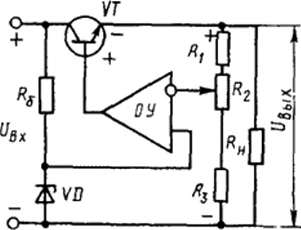 VT
+
−
+
+
R₁
Rб
ОУ
R₂
Uвх
Rн
Uвых
VD
R₃
−
−